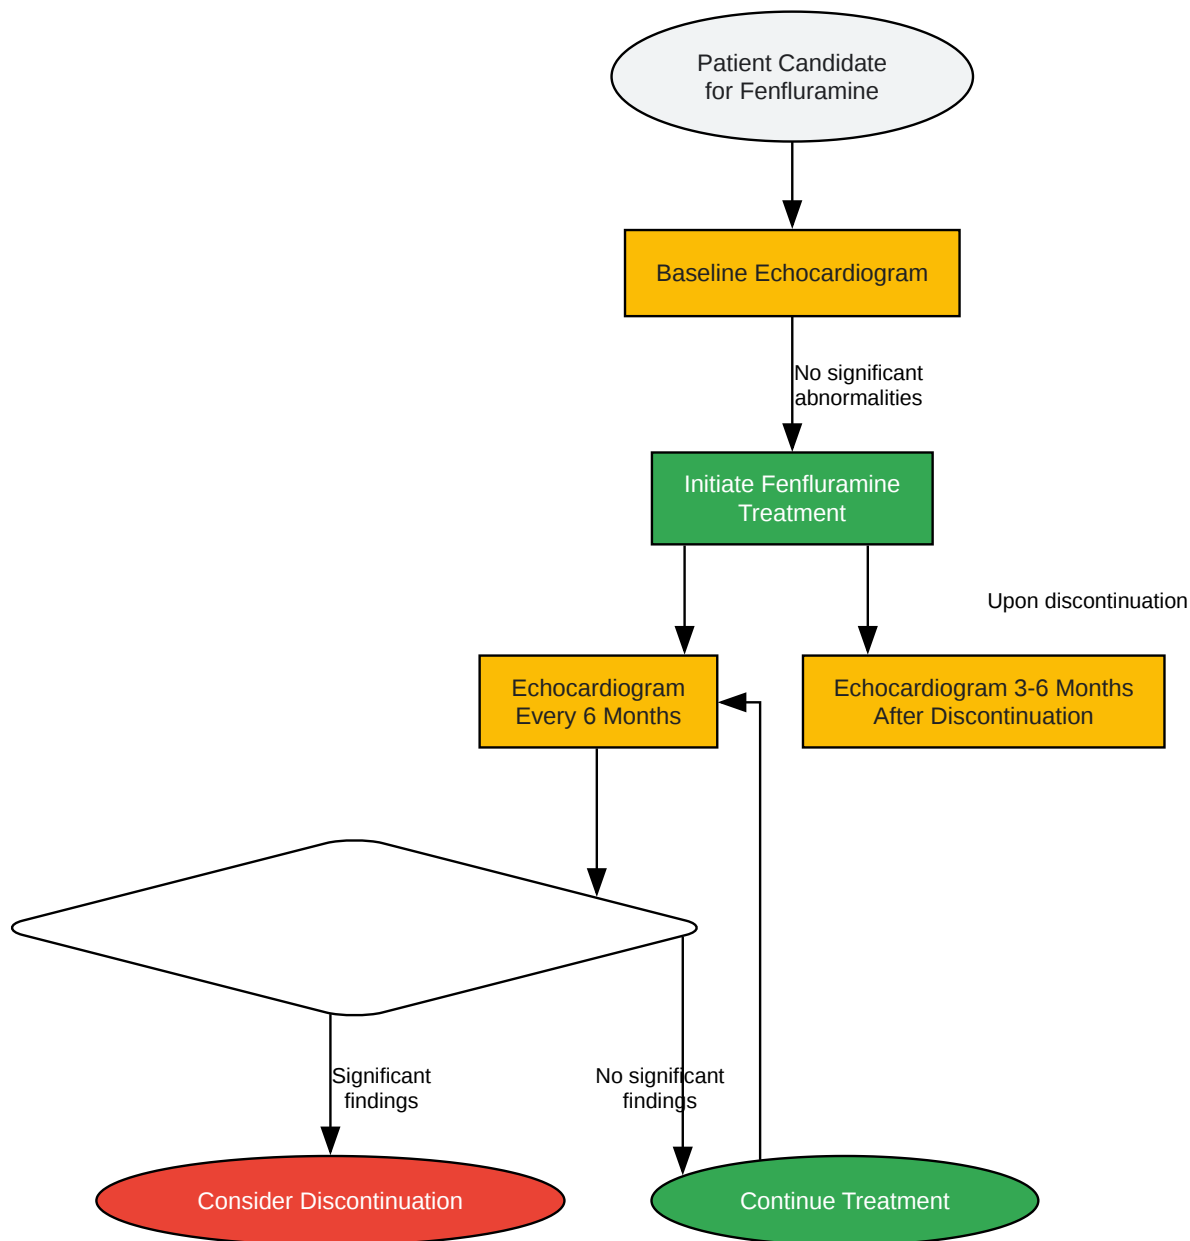 Patient Candidate
for Fenfluramine
Baseline Echocardiogram
No significant
abnormalities
Initiate Fenfluramine
Treatment
Upon discontinuation
Echocardiogram
Every 6 Months
Echocardiogram 3-6 Months
After Discontinuation
Significant
findings
No significant
findings
Consider Discontinuation
Continue Treatment